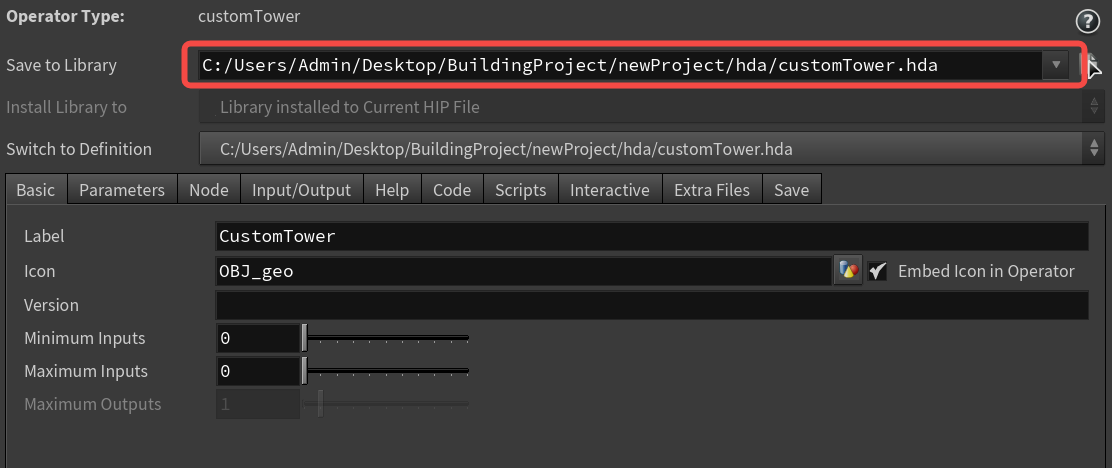 Operator Type: customTower
?
Save to Library C:/Users/Admin/Desktop/BuildingProject/newProject/hda/customTower.hda
Install Library to Library installed to Current HIP File
Switch to Definition C:/Users/Admin/Desktop/BuildingProject/newProject/hda/customTower.hda
Basic Parameters Node Input/Output Help Code Scripts Interactive Extra Files Save
Label CustomTower
Icon OBJ_geo Embed Icon in Operator
Version
Minimum Inputs 0
Maximum Inputs 0
Maximum Outputs 1